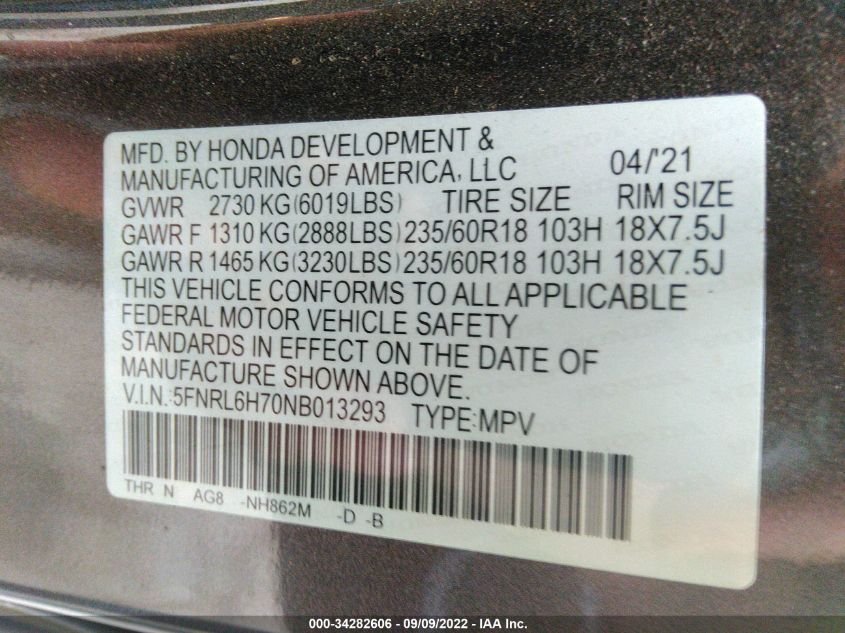 MFD. BY HONDA DEVELOPMENT &
MANUFACTURING OF AMERICA, LLC 04/'21
GVWR 2730 KG(6019LBS) TIRE SIZE RIM SIZE
GAWR F 1310 KG(2888LBS) 235/60R18 103H 18X7.5J
GAWR R 1465 KG(3230LBS) 235/60R18 103H 18X7.5J
THIS VEHICLE CONFORMS TO ALL APPLICABLE
FEDERAL MOTOR VEHICLE SAFETY
STANDARDS IN EFFECT ON THE DATE OF
MANUFACTURE SHOWN ABOVE.
V.I.N.:5FNRL6H70NB013293 TYPE:MPV
THR N AG8 -NH862M -D -B
000-34282606 - 09/09/2022 - IAA Inc.